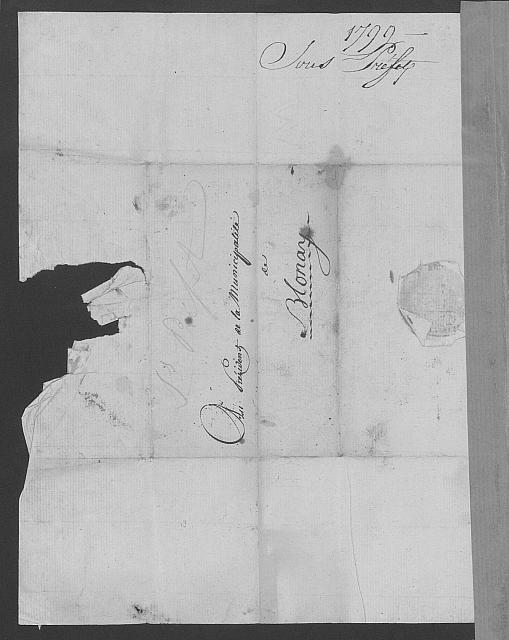 1799 —
Sous Préfet
Au Président de la Municipalité
de
Blonay